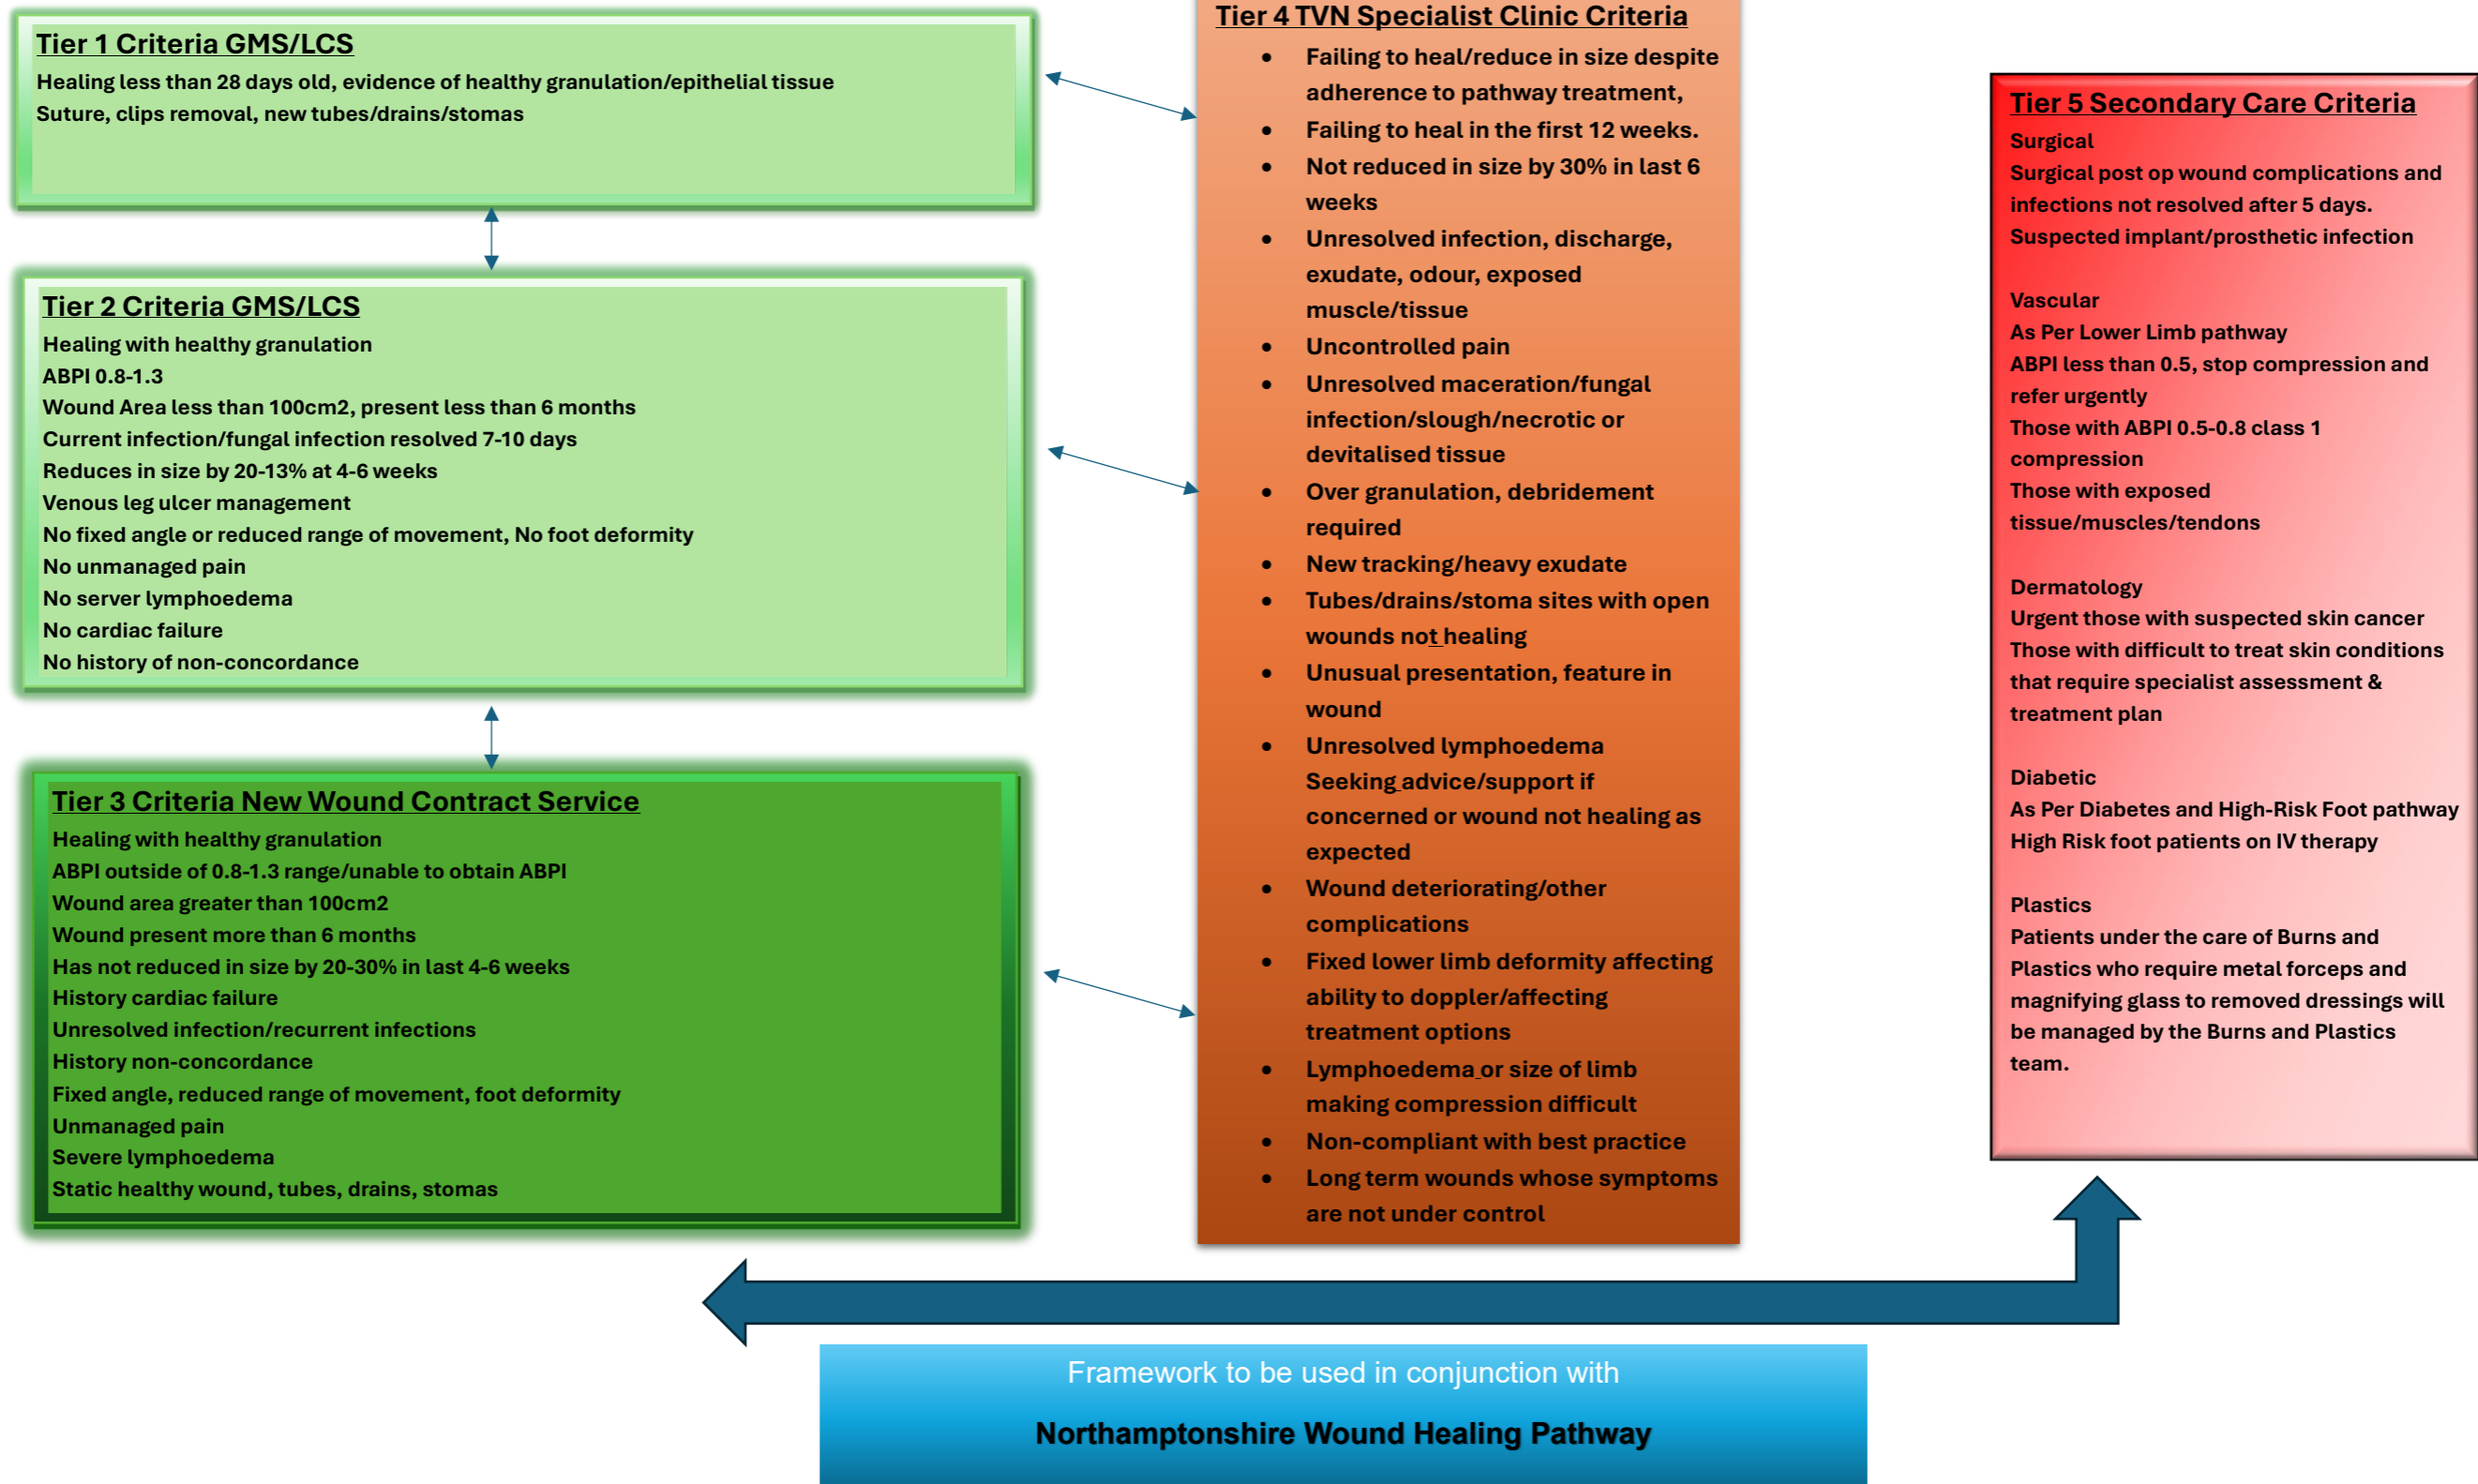 Tier 1 Criteria GMS/LCS
Healing less than 28 days old, evidence of healthy granulation/epithelial tissue
Suture, clips removal, new tubes/drains/stomas
Tier 2 Criteria GMS/LCS
Healing with healthy granulation
ABPI 0.8-1.3
Wound Area less than 100cm2, present less than 6 months
Current infection/fungal infection resolved 7-10 days
Reduces in size by 20-13% at 4-6 weeks
Venous leg ulcer management
No fixed angle or reduced range of movement, No foot deformity
No unmanaged pain
No server lymphoedema
No cardiac failure
No history of non-concordance
Tier 3 Criteria New Wound Contract Service
Healing with healthy granulation
ABPI outside of 0.8-1.3 range/unable to obtain ABPI
Wound area greater than 100cm2
Wound present more than 6 months
Has not reduced in size by 20-30% in last 4-6 weeks
History cardiac failure
Unresolved infection/recurrent infections
History non-concordance
Fixed angle, reduced range of movement, foot deformity
Unmanaged pain
Severe lymphoedema
Static healthy wound, tubes, drains, stomas
Tier 4 TVN Specialist Clinic Criteria
• Failing to heal/reduce in size despite
adherence to pathway treatment,
• Failing to heal in the first 12 weeks.
• Not reduced in size by 30% in last 6
weeks
• Unresolved infection, discharge,
exudate, odour, exposed
muscle/tissue
• Uncontrolled pain
• Unresolved maceration/fungal
infection/slough/necrotic or
devitalised tissue
• Over granulation, debridement
required
• New tracking/heavy exudate
• Tubes/drains/stoma sites with open
wounds not healing
• Unusual presentation, feature in
wound
• Unresolved lymphoedema
Seeking advice/support if
concerned or wound not healing as
expected
• Wound deteriorating/other
complications
• Fixed lower limb deformity affecting
ability to doppler/affecting
treatment options
• Lymphoedema or size of limb
making compression difficult
• Non-compliant with best practice
• Long term wounds whose symptoms
are not under control
Tier 5 Secondary Care Criteria
Surgical
Surgical post op wound complications and
infections not resolved after 5 days.
Suspected implant/prosthetic infection
Vascular
As Per Lower Limb pathway
ABPI less than 0.5, stop compression and
refer urgently
Those with ABPI 0.5-0.8 class 1
compression
Those with exposed
tissue/muscles/tendons
Dermatology
Urgent those with suspected skin cancer
Those with difficult to treat skin conditions
that require specialist assessment &
treatment plan
Diabetic
As Per Diabetes and High-Risk Foot pathway
High Risk foot patients on IV therapy
Plastics
Patients under the care of Burns and
Plastics who require metal forceps and
magnifying glass to removed dressings will
be managed by the Burns and Plastics
team.
Framework to be used in conjunction with
Northamptonshire Wound Healing Pathway